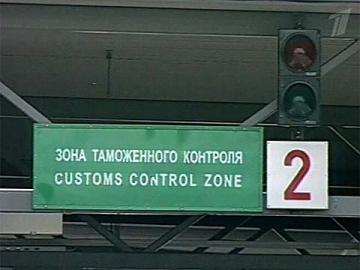 ЗОНА ТАМОЖЕННОГО КОНТРОЛЯ
CUSTOMS CONTROL ZONE
2